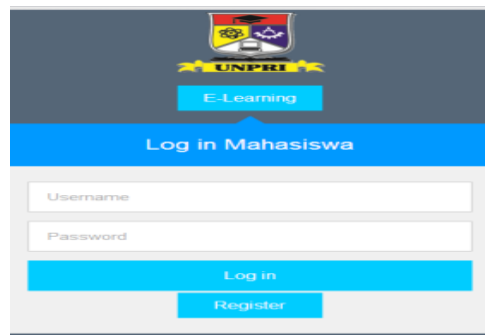 UNPRI
E-Learning
Log in Mahasiswa
Username
Password
Log in
Register